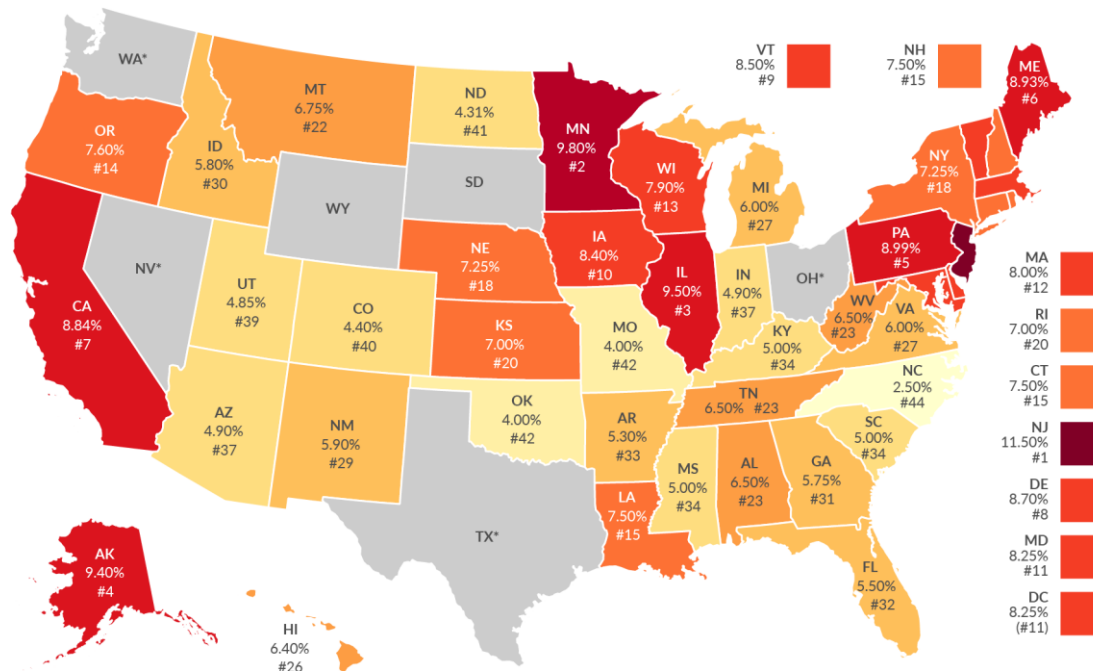 VT
8.50%
#9
NH
7.50%
#15
ME
8.93%
#6
WA*
MT
6.75%
#22
ND
4.31%
#41
MN
9.80%
#2
OR
7.60%
#14
ID
5.80%
#30
WI
7.90%
#13
NY
7.25%
#18
SD
MI
6.00%
#27
WY
PA
8.99%
#5
IA
8.40%
#10
NE
7.25%
#18
NV*
IL
9.50%
#3
IN
4.90%
#37
OH*
MA
8.00%
#12
UT
4.85%
#39
CO
4.40%
#40
CA
8.84%
#7
WV
6.50%
#23
VA
6.00%
#27
RI
7.00%
#20
KS
7.00%
#20
MO
4.00%
#42
KY
5.00%
#34
CT
7.50%
#15
NC
2.50%
#44
TN
6.50% #23
AZ
4.90%
#37
NM
5.90%
#29
OK
4.00%
#42
AR
5.30%
#33
SC
5.00%
#34
NJ
11.50%
#1
MS
5.00%
#34
AL
6.50%
#23
GA
5.75%
#31
DE
8.70%
#8
LA
7.50%
#15
TX*
MD
8.25%
#11
AK
9.40%
#4
FL
5.50%
#32
DC
8.25%
(#11)
HI
6.40%
#26